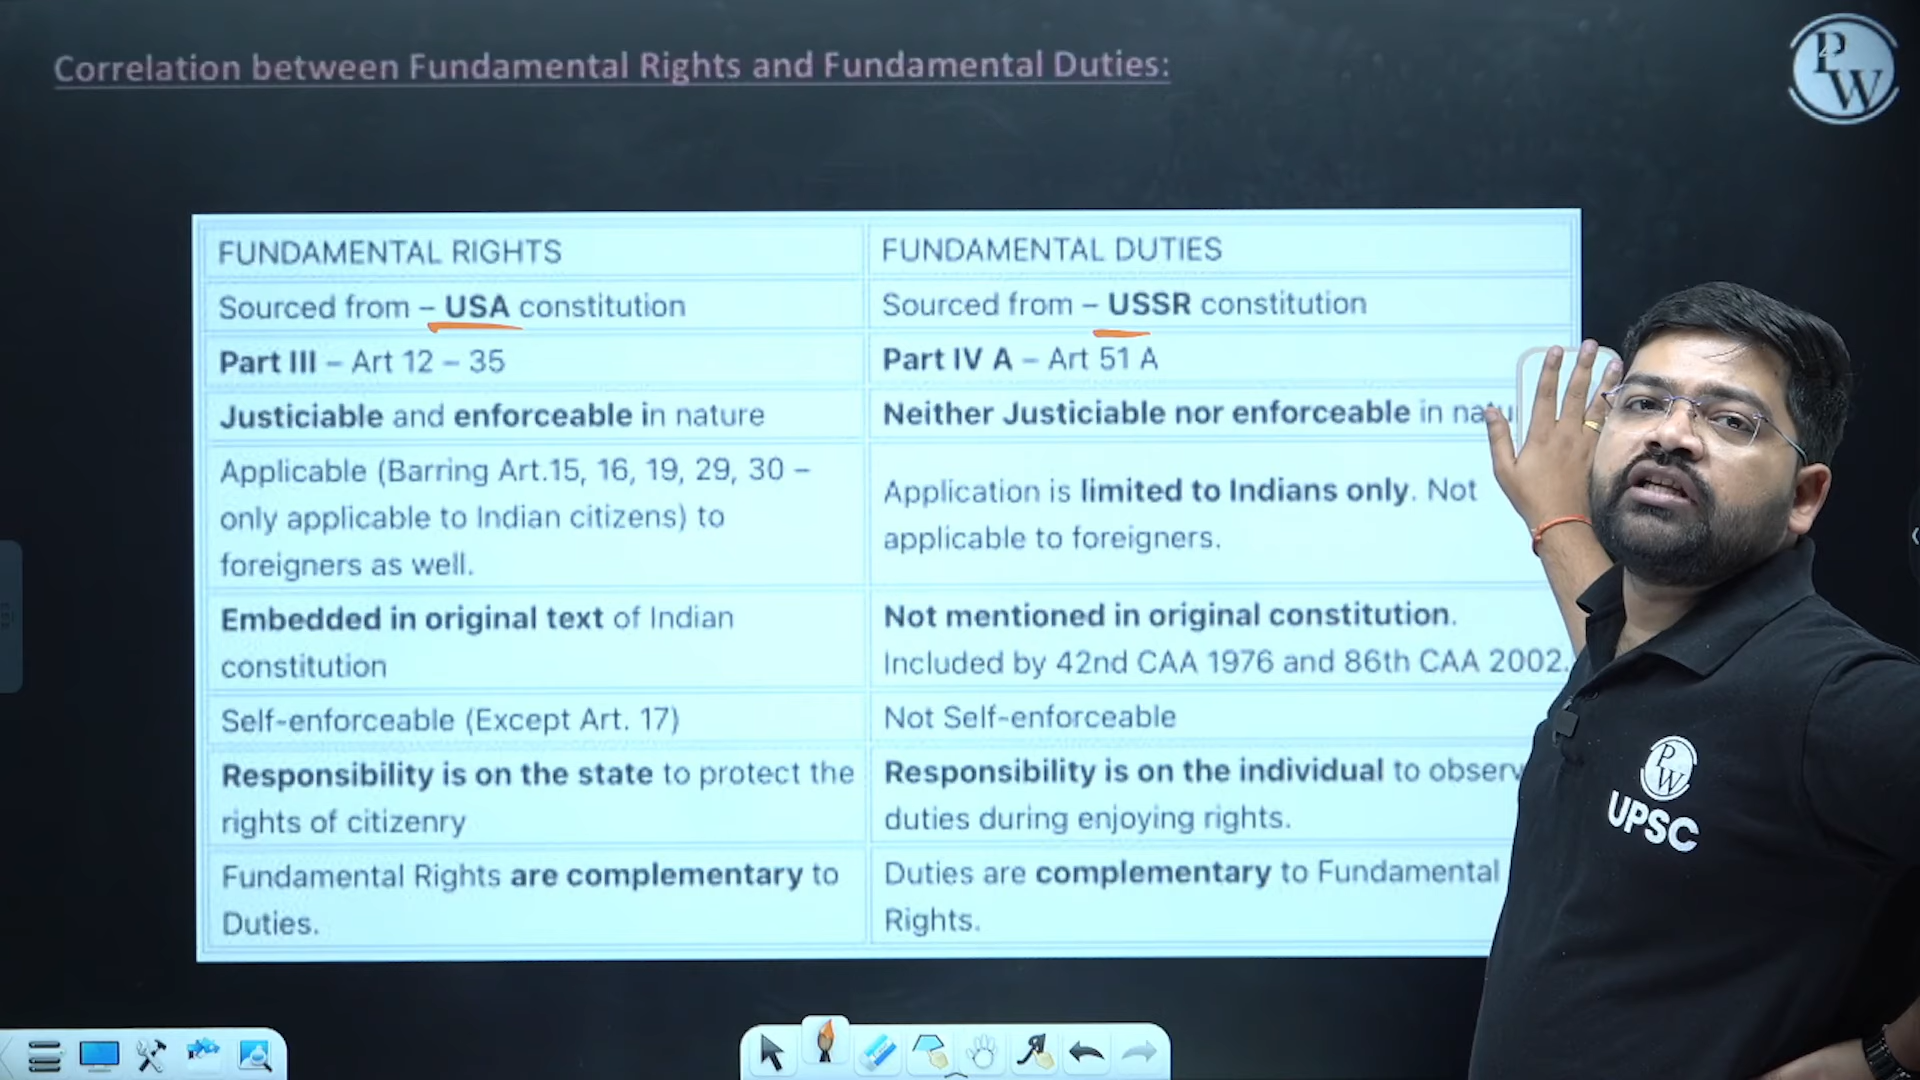 Correlation between Fundamental Rights and Fundamental Duties:
PW
FUNDAMENTAL RIGHTS
FUNDAMENTAL DUTIES
Sourced from – USA constitution
Sourced from – USSR constitution
Part III – Art 12 – 35
Part IV A – Art 51 A
Justiciable and enforceable in nature
Neither Justiciable nor enforceable in natu
Applicable (Barring Art.15, 16, 19, 29, 30 –
only applicable to Indian citizens) to
foreigners as well.
Application is limited to Indians only. Not
applicable to foreigners.
Embedded in original text of Indian
constitution
Not mentioned in original constitution.
Included by 42nd CAA 1976 and 86th CAA 2002.
Self-enforceable (Except Art. 17)
Not Self-enforceable
Responsibility is on the state to protect the
rights of citizenry
Responsibility is on the individual to observ
duties during enjoying rights.
Fundamental Rights are complementary to
Duties.
Duties are complementary to Fundamental
Rights.
PW
UPSC